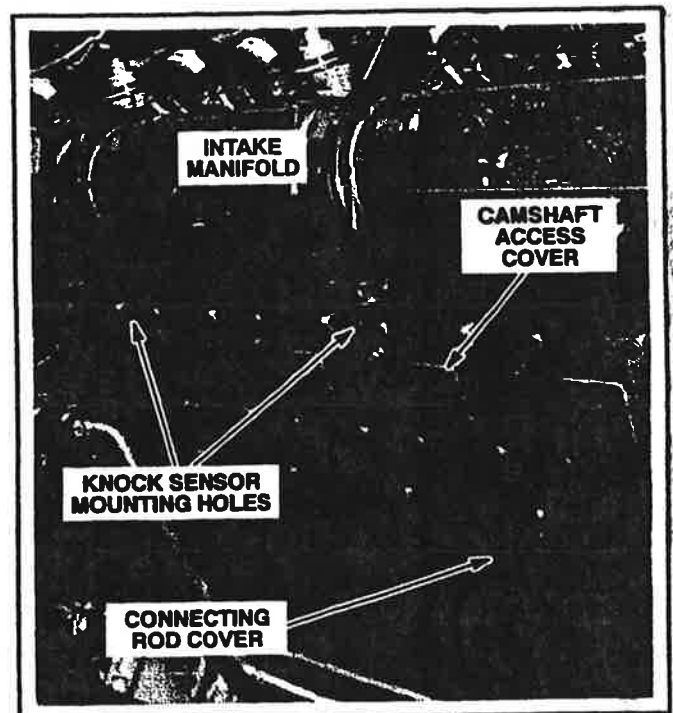 INTAKE
MANIFOLD
CAMSHAFT
ACCESS
COVER
KNOCK SENSOR
MOUNTING HOLES
CONNECTING
ROD COVER